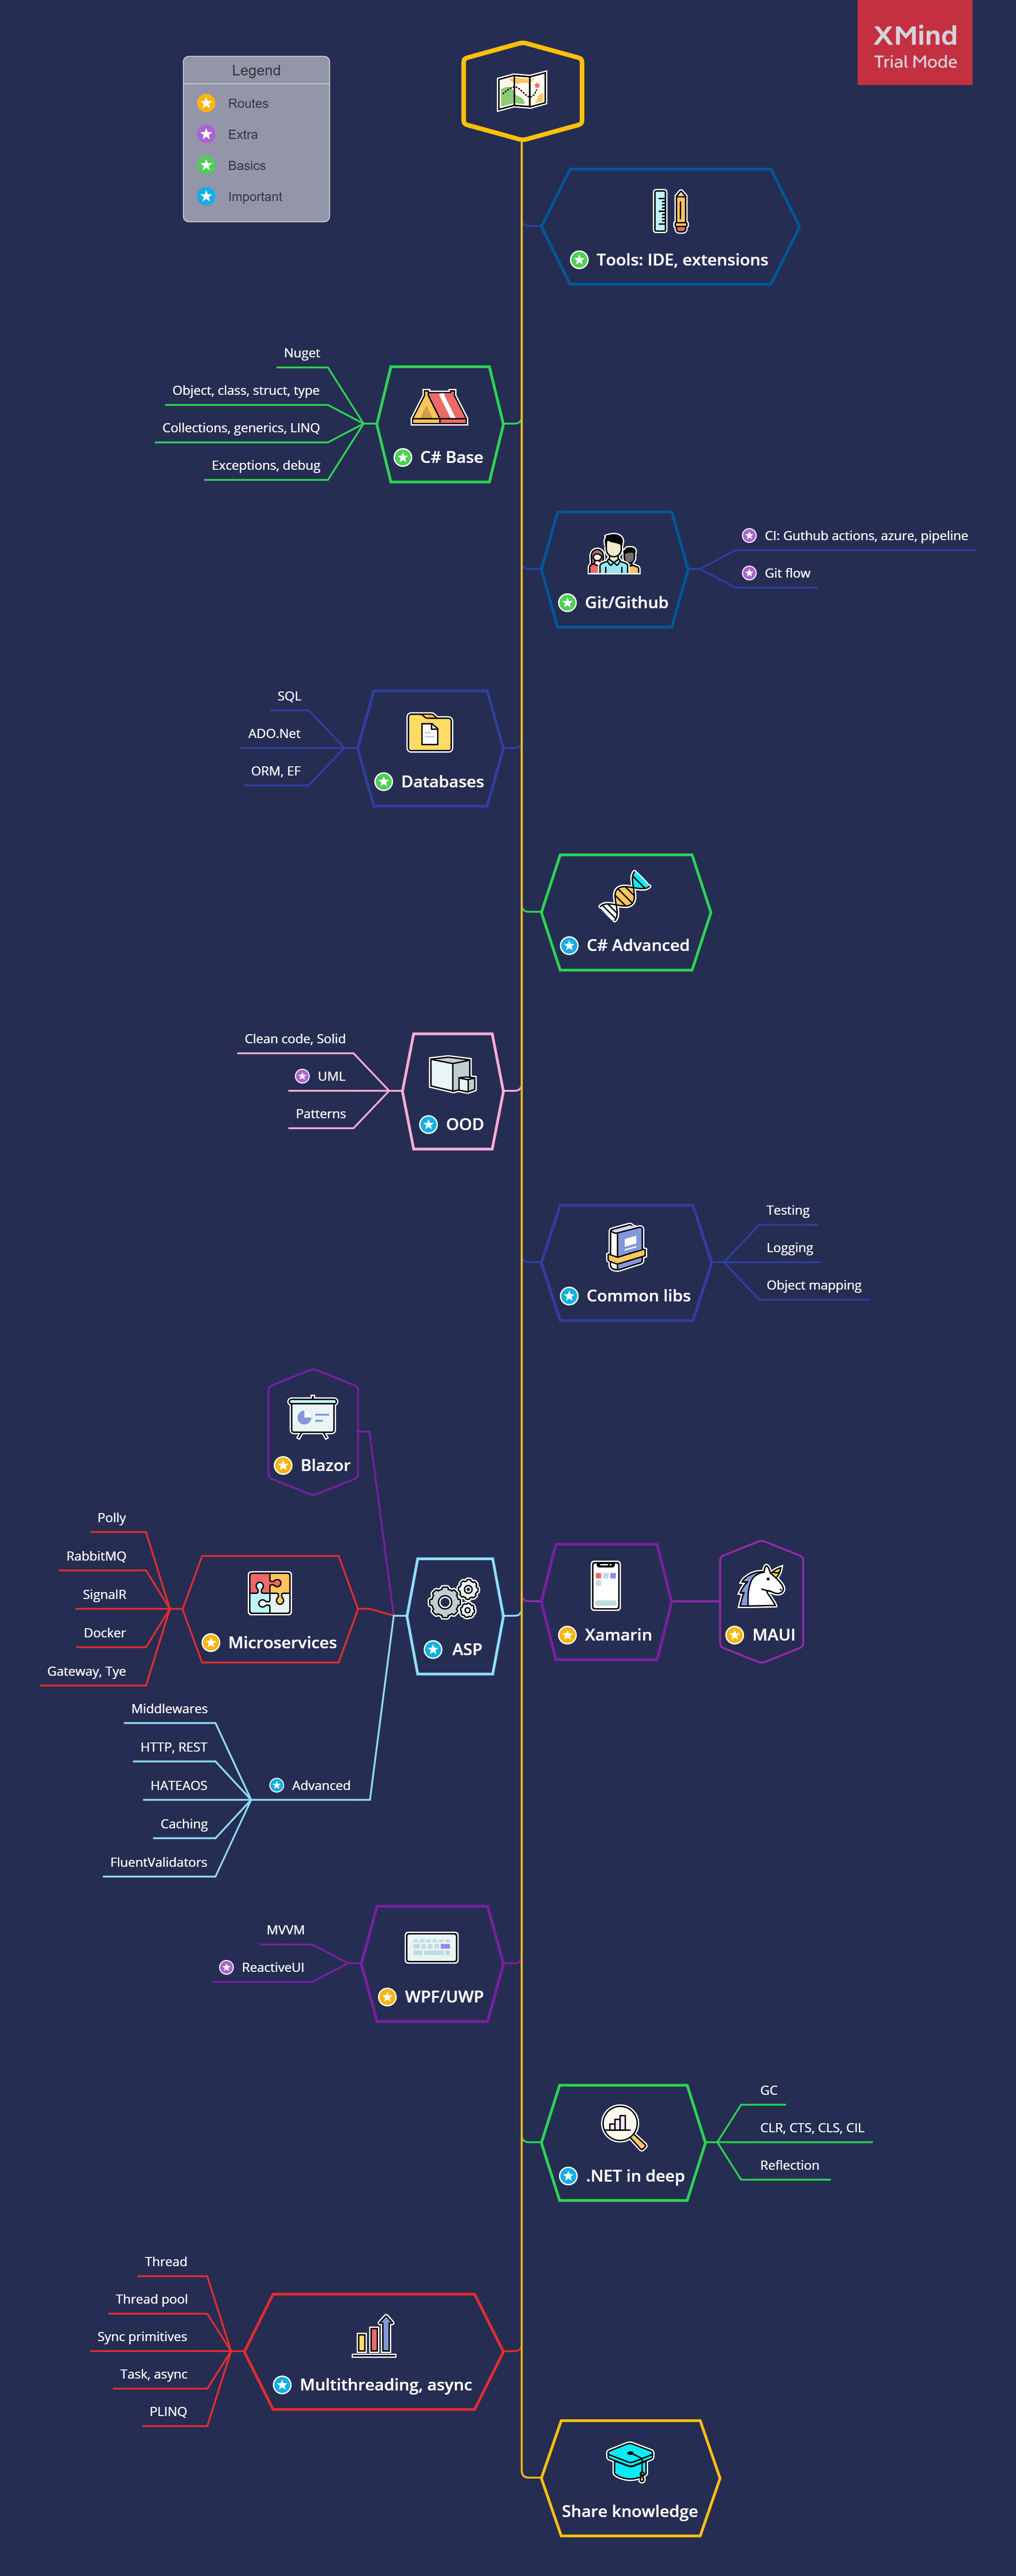 XMind
Trial Mode
Legend
Routes
Extra
Basics
Important
Tools: IDE, extensions
Nuget
Object, class, struct, type
Collections, generics, LINQ
Exceptions, debug
C# Base
CI: Guthub actions, azure, pipeline
Git flow
Git/Github
SQL
ADO.Net
ORM, EF
Databases
C# Advanced
Clean code, Solid
UML
Patterns
OOD
Testing
Logging
Object mapping
Common libs
Blazor
Polly
RabbitMQ
SignalR
Docker
Gateway, Tye
Microservices
ASP
Xamarin
MAUI
Middlewares
HTTP, REST
HATEAOS
Caching
FluentValidators
Advanced
MVVM
ReactiveUI
WPF/UWP
GC
CLR, CTS, CLS, CIL
Reflection
.NET in deep
Thread
Thread pool
Sync primitives
Task, async
PLINQ
Multithreading, async
Share knowledge